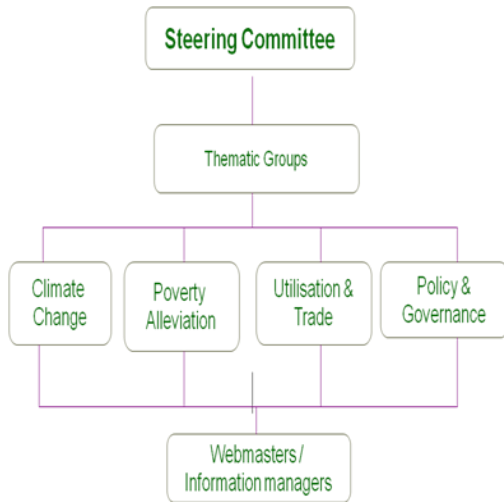 Steering Committee
Thematic Groups
Climate
Change
Poverty
Alleviation
Utilisation &
Trade
Policy &
Governance
Webmasters /
Information managers